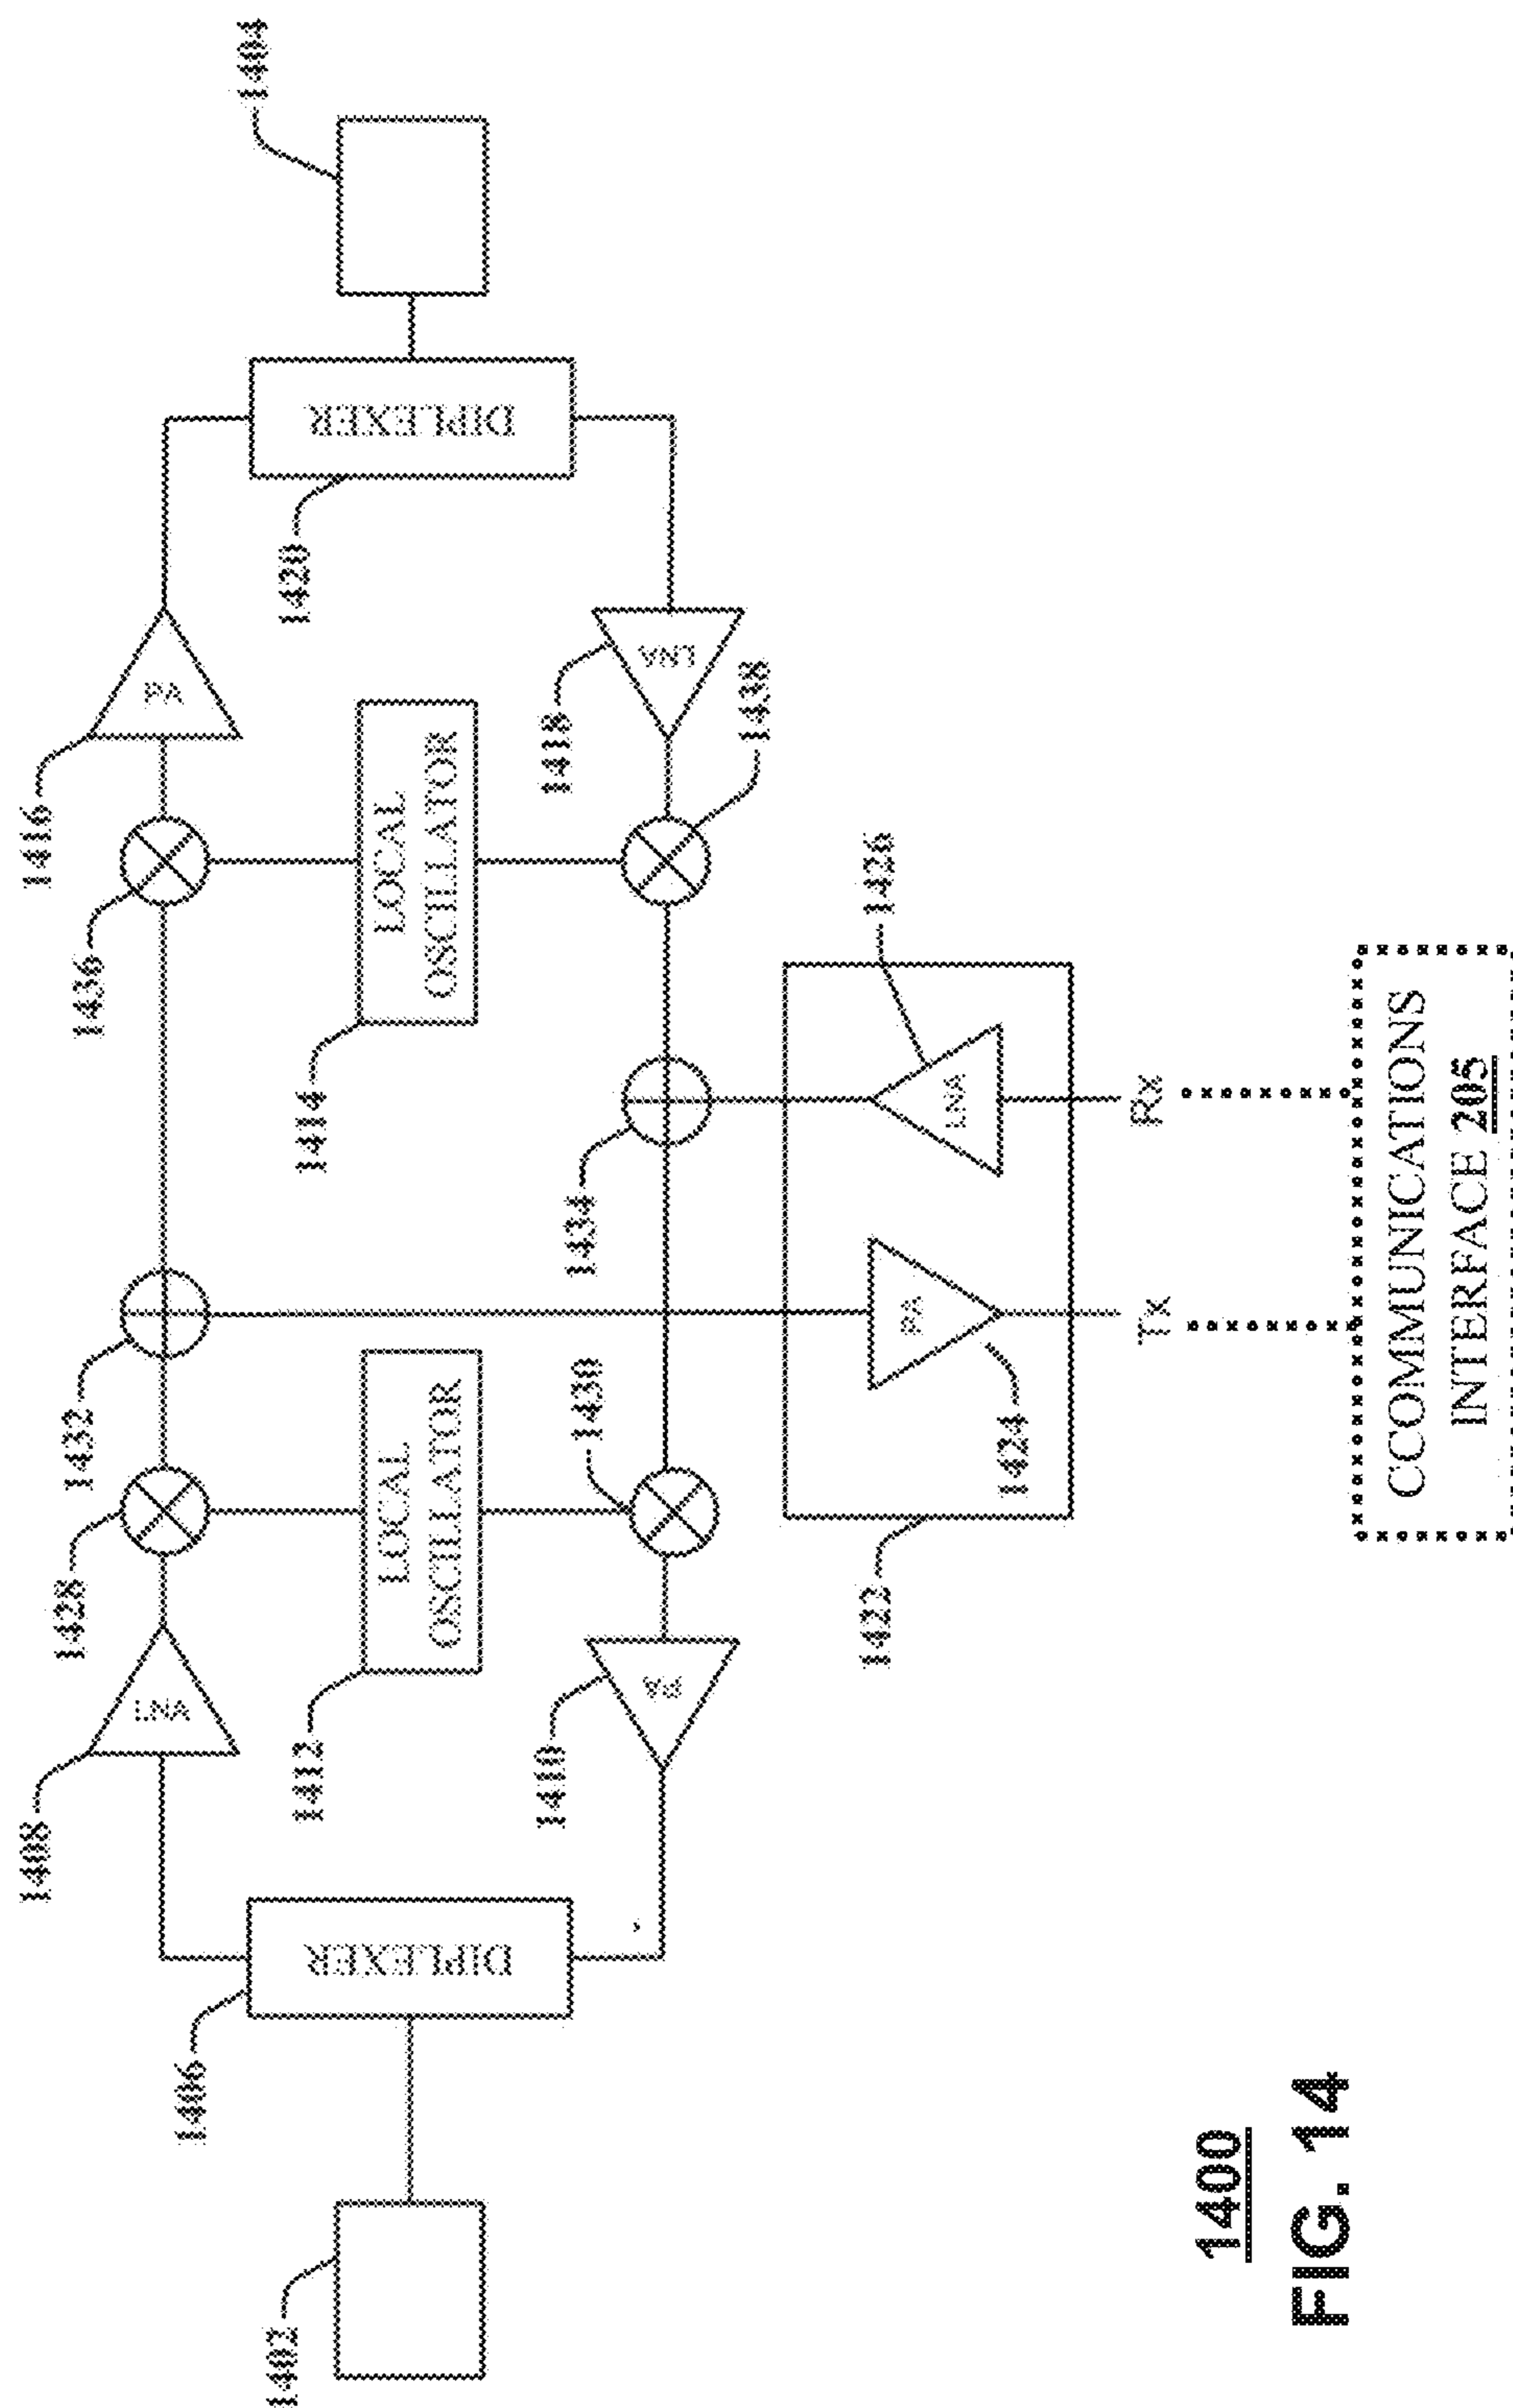 1404
DIPLEXER
1420
1416
PA
LNA
1418
1438
1436
LOCAL
OSCILLATOR
1414
1426
LNA
1434
Rx
1432
1430
PA
Tx
1424
CCOMMUNICATIONS
INTERFACE 205
1428
LOCAL
OSCILLATOR
1422
LNA
1412
PA
1410
1408
DIPLEXER
1406
1402
1400
FIG. 14